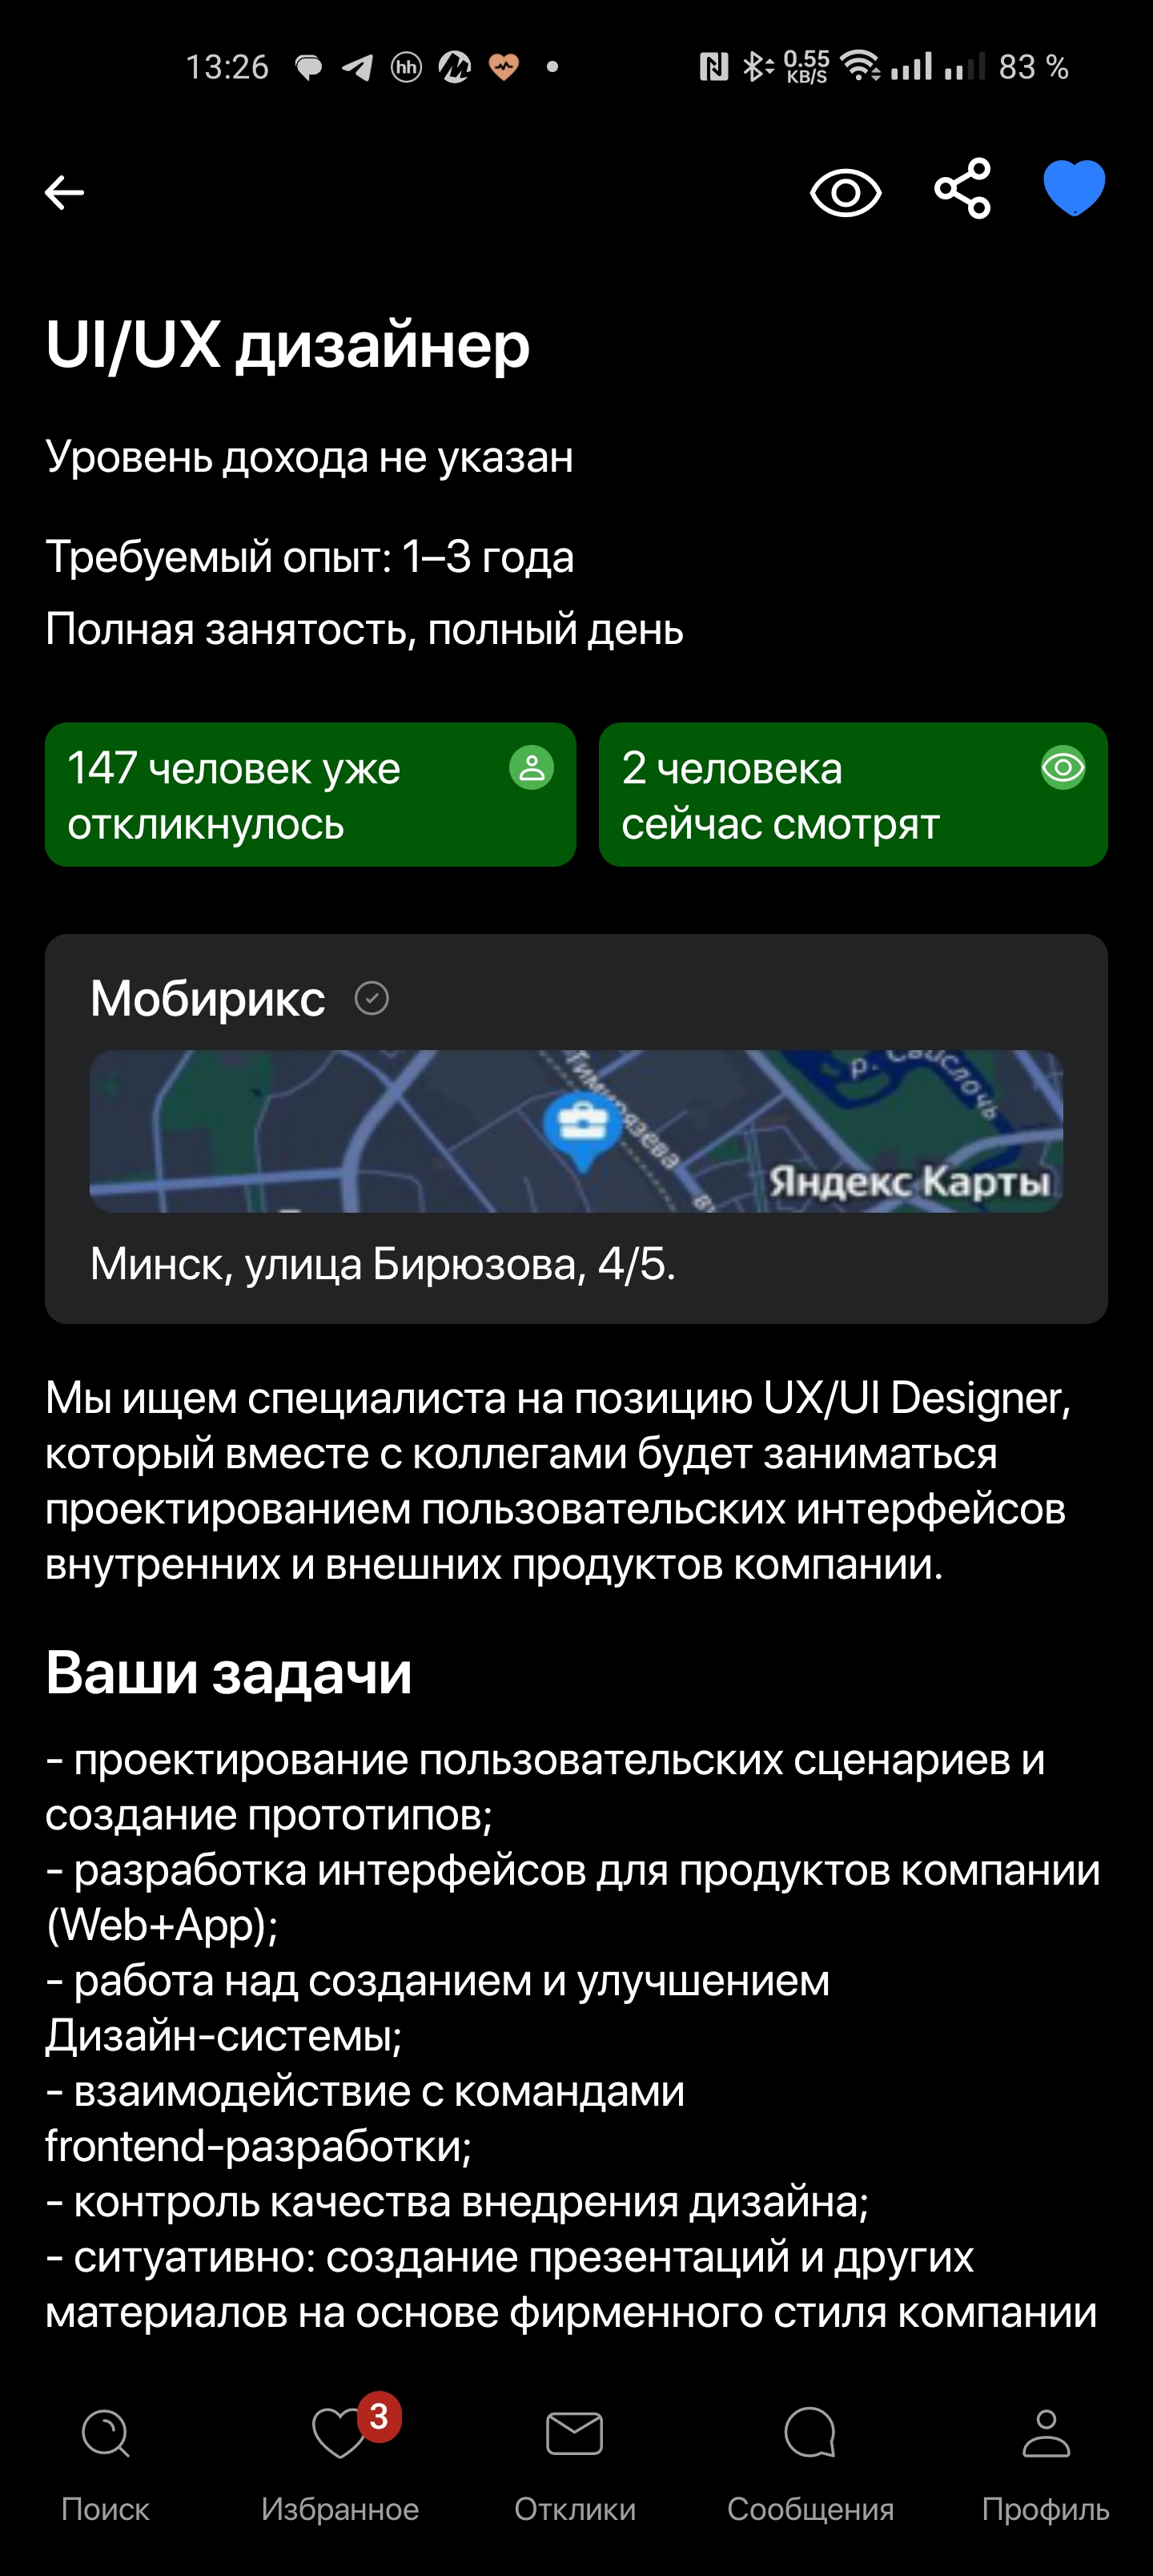 13:26 hh 0.55 KB/S 83 %
UI/UX дизайнер
Уровень дохода не указан
Требуемый опыт: 1–3 года
Полная занятость, полный день
147 человек уже
откликнулось
2 человека
сейчас смотрят
Мобирикс
Тимирязева
р. Свислочь
Яндекс Карты
Минск, улица Бирюзова, 4/5.
Мы ищем специалиста на позицию UX/UI Designer,
который вместе с коллегами будет заниматься
проектированием пользовательских интерфейсов
внутренних и внешних продуктов компании.
Ваши задачи
- проектирование пользовательских сценариев и
создание прототипов;
- разработка интерфейсов для продуктов компании
(Web+App);
- работа над созданием и улучшением
Дизайн-системы;
- взаимодействие с командами
frontend-разработки;
- контроль качества внедрения дизайна;
- ситуативно: создание презентаций и других
материалов на основе фирменного стиля компании
3
Поиск
Избранное
Отклики
Сообщения
Профиль